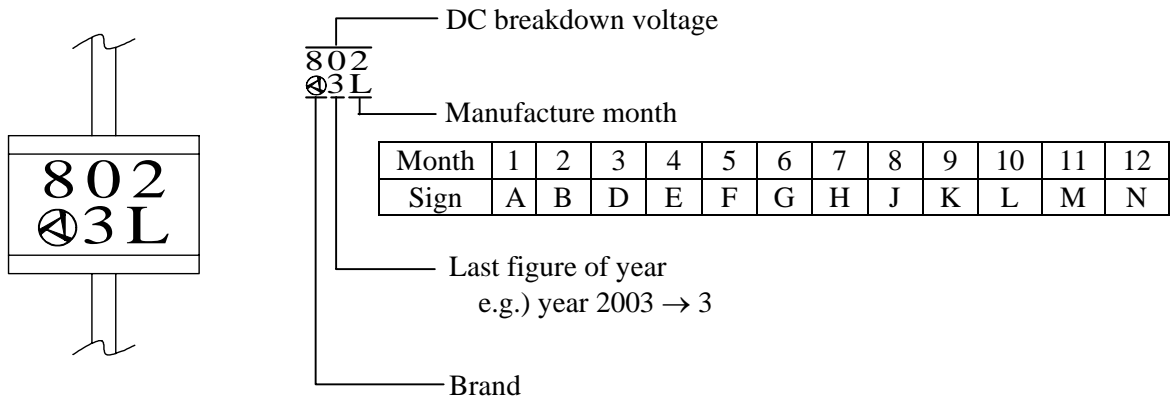 DC breakdown voltage
802
3L
Manufacture month
Month 1 2 3 4 5 6 7 8 9 10 11 12
Sign A B D E F G H J K L M N
802
3L
Last figure of year
e.g.) year 2003 → 3
Brand